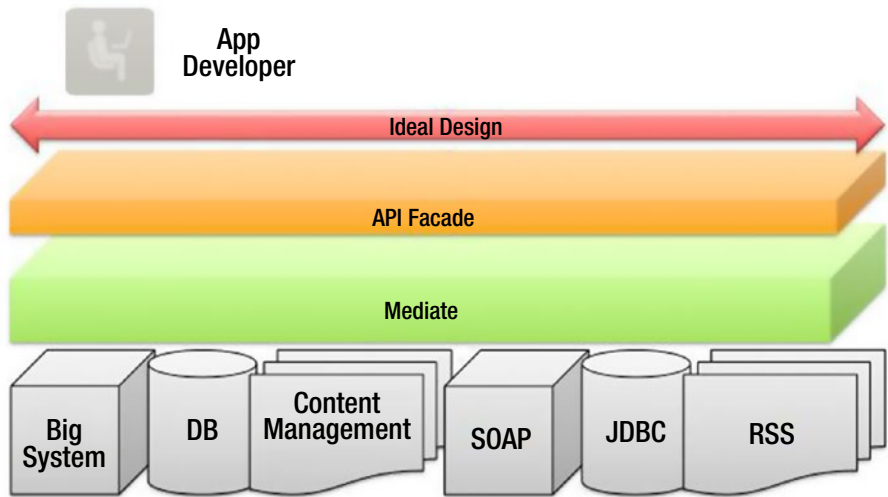 App
Developer
Ideal Design
API Facade
Mediate
Big
System
DB
Content
Management
SOAP
JDBC
RSS